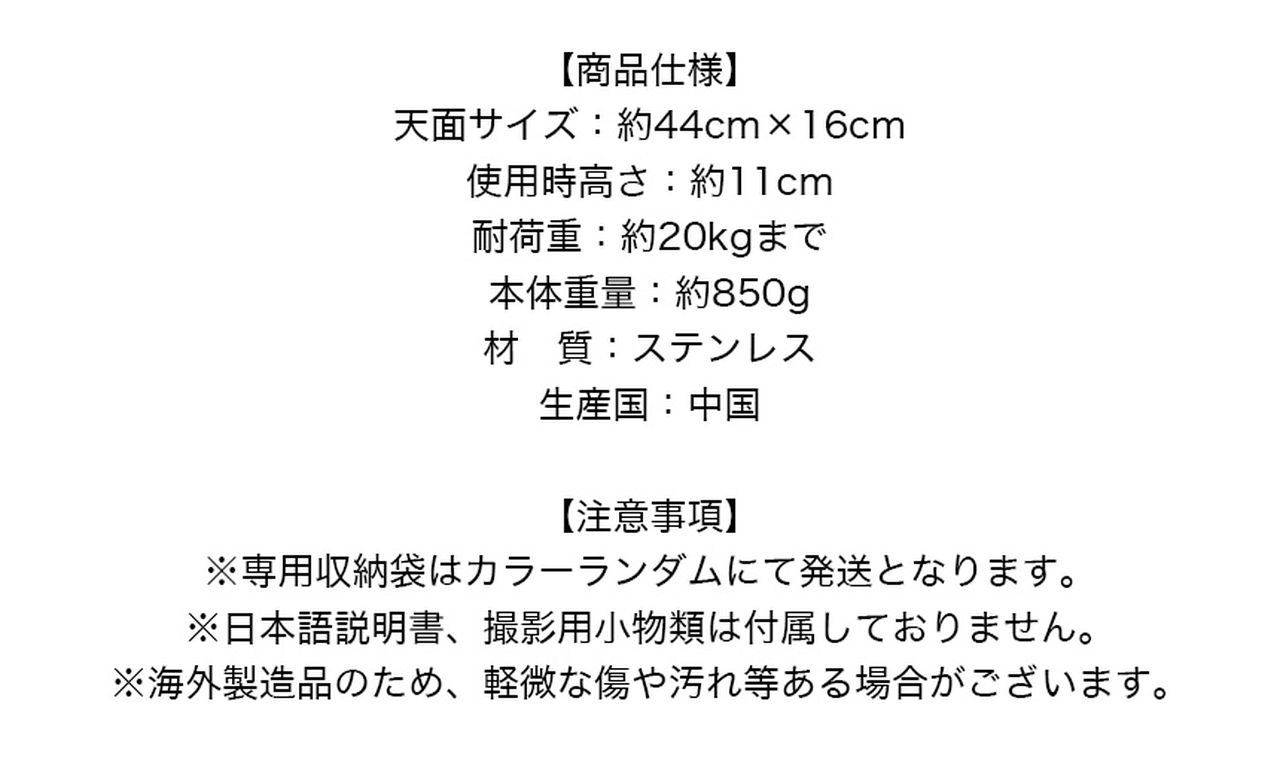 【商品仕様】
天面サイズ：約44cm×16cm
使用時高さ：約11cm
耐荷重：約20kgまで
本体重量：約850g
材　質：ステンレス
生産国：中国
【注意事項】
※専用収納袋はカラーランダムにて発送となります。
※日本語説明書、撮影用小物類は付属しておりません。
※海外製造品のため、軽微な傷や汚れ等ある場合がございます。